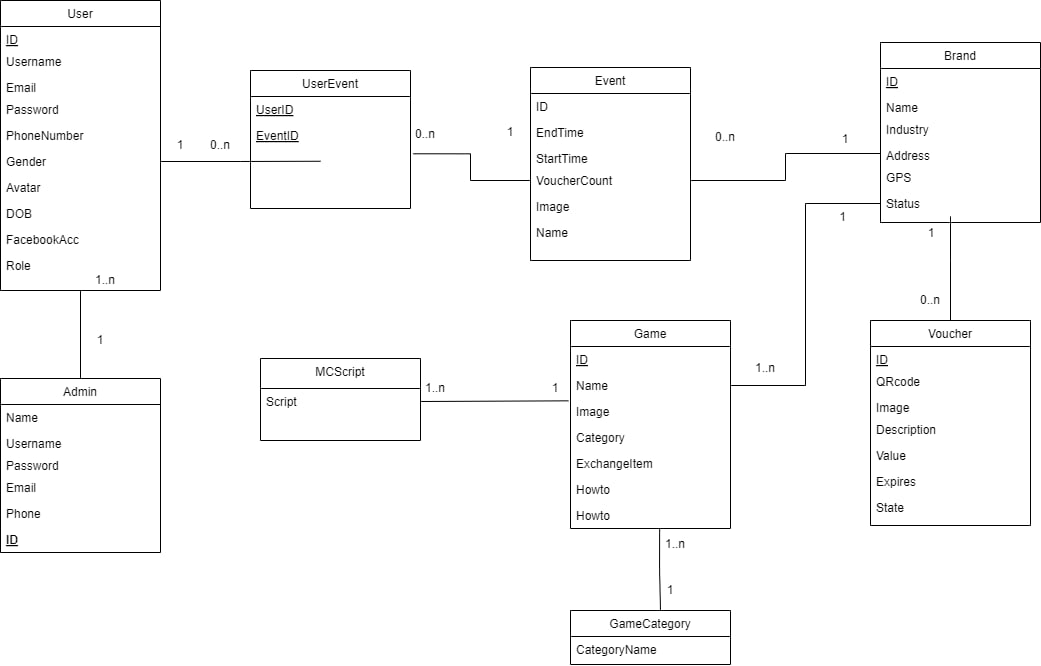 User
ID
Username
Email
Password
PhoneNumber
Gender
Avatar
DOB
FacebookAcc
Role
1..n
1
Admin
Name
Username
Password
Email
Phone
ID
1
0..n
UserEvent
UserID
EventID
0..n
1
Event
ID
EndTime
StartTime
VoucherCount
Image
Name
0..n
1
Brand
ID
Name
Industry
Address
GPS
Status
1
1
0..n
Voucher
ID
QRcode
Image
Description
Value
Expires
State
MCScript
Script
1..n
1
Game
ID
Name
Image
Category
ExchangeItem
Howto
Howto
1..n
1..n
1
GameCategory
CategoryName